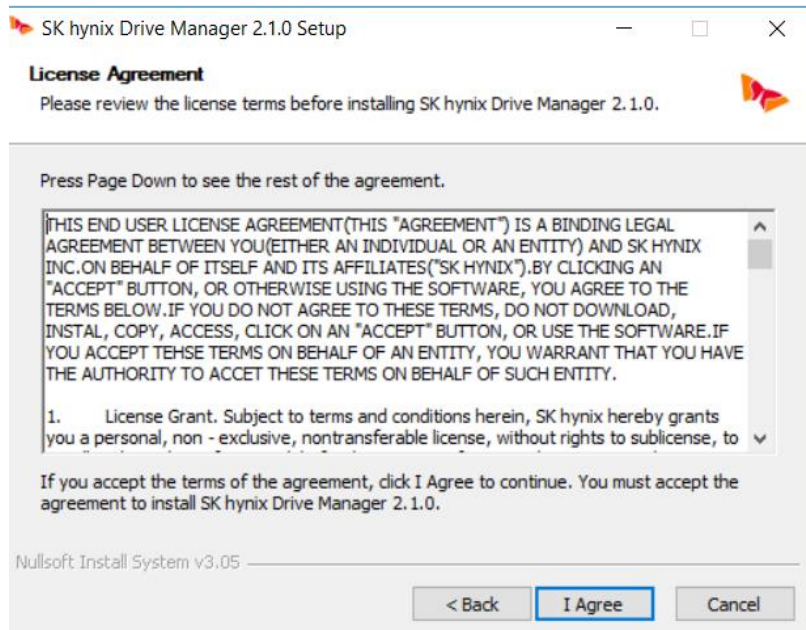 SK hynix Drive Manager 2.1.0 Setup
License Agreement
Please review the license terms before installing SK hynix Drive Manager 2.1.0.
Press Page Down to see the rest of the agreement.
THIS END USER LICENSE AGREEMENT(THIS "AGREEMENT") IS A BINDING LEGAL
AGREEMENT BETWEEN YOU(EITHER AN INDIVIDUAL OR AN ENTITY) AND SK HYNIX
INC.ON BEHALF OF ITSELF AND ITS AFFILIATES("SK HYNIX").BY CLICKING AN
"ACCEPT" BUTTON, OR OTHERWISE USING THE SOFTWARE, YOU AGREE TO THE
TERMS BELOW.IF YOU DO NOT AGREE TO THESE TERMS, DO NOT DOWNLOAD,
INSTAL, COPY, ACCESS, CLICK ON AN "ACCEPT" BUTTON, OR USE THE SOFTWARE.IF
YOU ACCEPT TEHSE TERMS ON BEHALF OF AN ENTITY, YOU WARRANT THAT YOU HAVE
THE AUTHORITY TO ACCET THESE TERMS ON BEHALF OF SUCH ENTITY.
1. License Grant. Subject to terms and conditions herein, SK hynix hereby grants
you a personal, non - exclusive, nontransferable license, without rights to sublicense, to
If you accept the terms of the agreement, click I Agree to continue. You must accept the
agreement to install SK hynix Drive Manager 2.1.0.
Nullsoft Install System v3.05
< Back I Agree Cancel